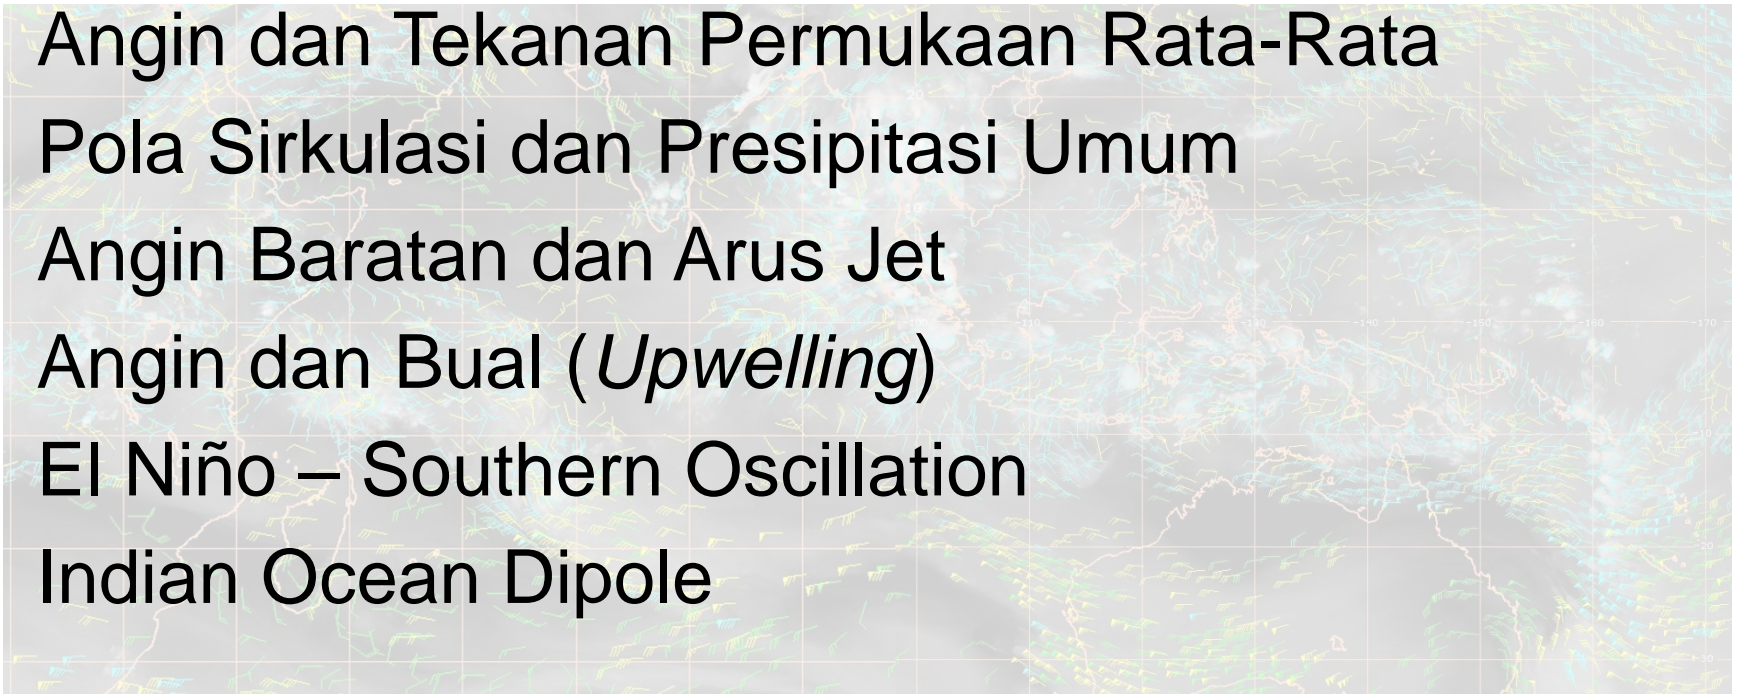 Angin dan Tekanan Permukaan Rata-Rata
Pola Sirkulasi dan Presipitasi Umum
Angin Baratan dan Arus Jet
Angin dan Bual (Upwelling)
El Niño – Southern Oscillation
Indian Ocean Dipole